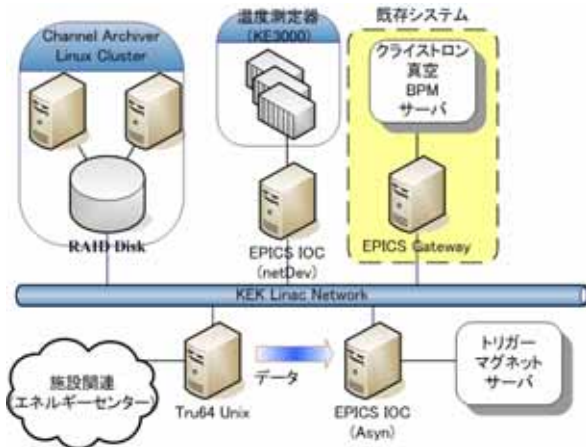 Channel Archiver
Linux Cluster
RAID Disk
温度測定器
(KE3000)
EPICS IOC
(netDev)
既存システム
クライストロン
真空
BPM
サーバ
EPICS Gateway
KEK Linac Network
施設関連
エネルギーセンター
Tru64 Unix
データ
EPICS IOC
(Asyn)
トリガー
マグネット
サーバ